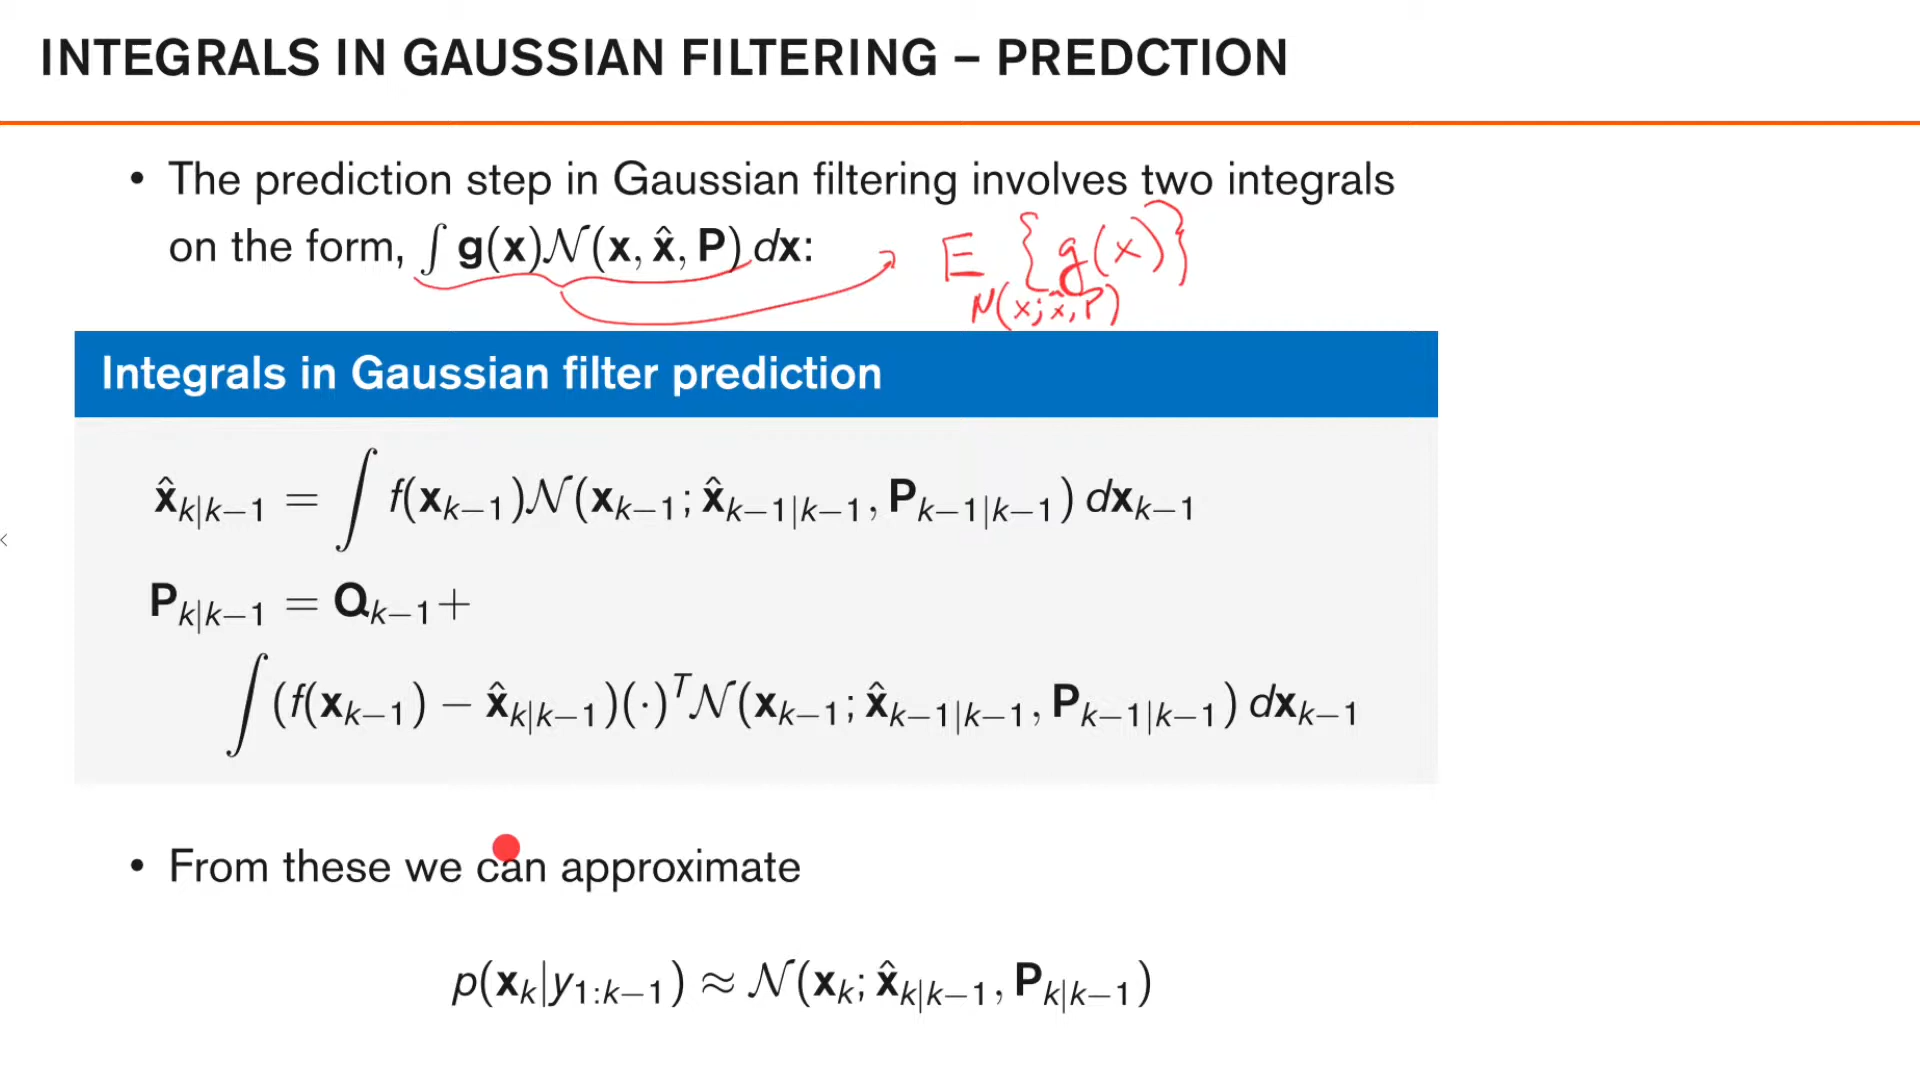 INTEGRALS IN GAUSSIAN FILTERING – PREDCTION
• The prediction step in Gaussian filtering involves two integrals
on the form, ∫ g(x)𝒩(x, x̂, P) dx:
E {g(x)}
N(x; x̂, P)
Integrals in Gaussian filter prediction
x̂ₖ|ₖ₋₁ = ∫ f(xₖ₋₁)𝒩(xₖ₋₁; x̂ₖ₋₁|ₖ₋₁, Pₖ₋₁|ₖ₋₁) dxₖ₋₁
Pₖ|ₖ₋₁ = Qₖ₋₁+
∫(f(xₖ₋₁) − x̂ₖ|ₖ₋₁)(·)ᵀ𝒩(xₖ₋₁; x̂ₖ₋₁|ₖ₋₁, Pₖ₋₁|ₖ₋₁) dxₖ₋₁
• From these we can approximate
p(xₖ|y₁:ₖ₋₁) ≈ 𝒩(xₖ; x̂ₖ|ₖ₋₁, Pₖ|ₖ₋₁)